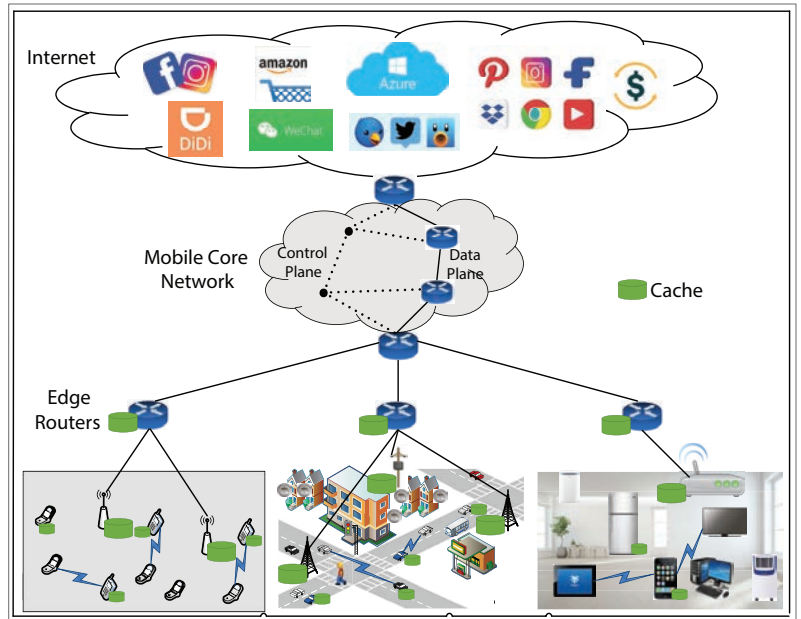 Internet
amazon
Azure
DiDi
WeChat
Mobile Core
Network
Control
Plane
Data
Plane
Cache
Edge
Routers